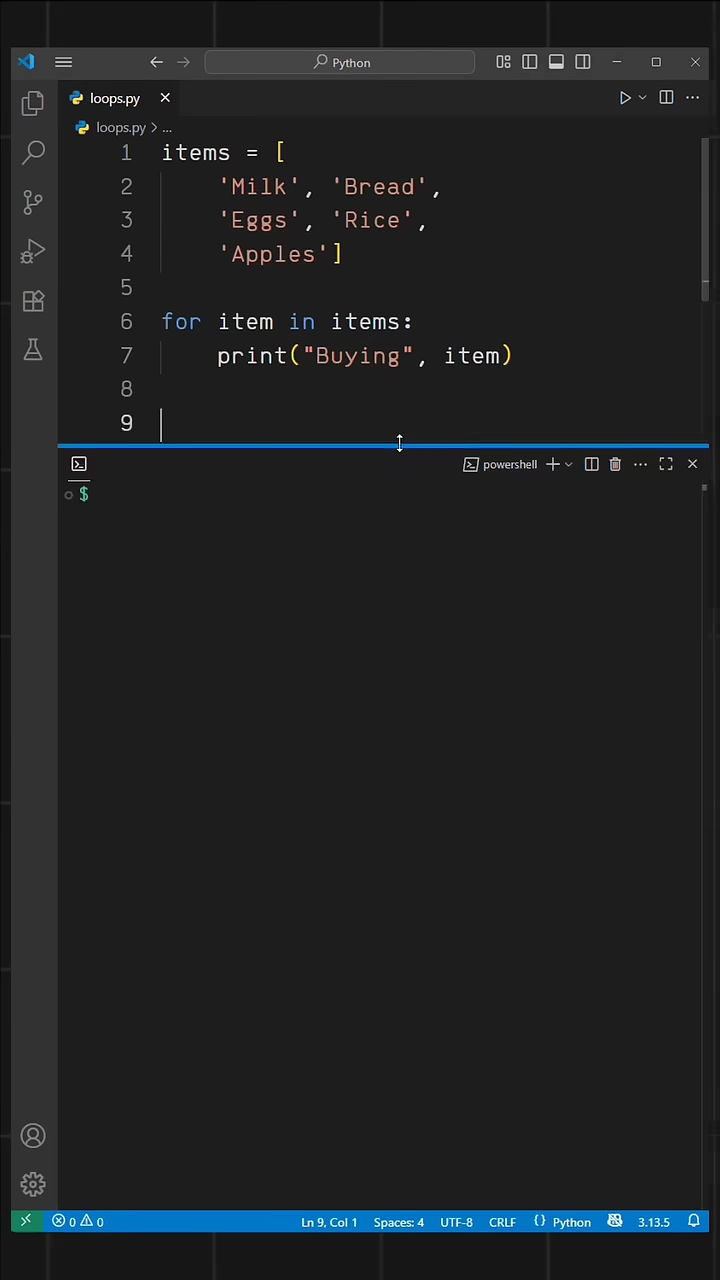 Python
loops.py
loops.py > ...
1 items = [
2     'Milk', 'Bread',
3     'Eggs', 'Rice',
4     'Apples']
5
6 for item in items:
7     print("Buying", item)
8
9
powershell
$
0 0 Ln 9, Col 1 Spaces: 4 UTF-8 CRLF {} Python 3.13.5